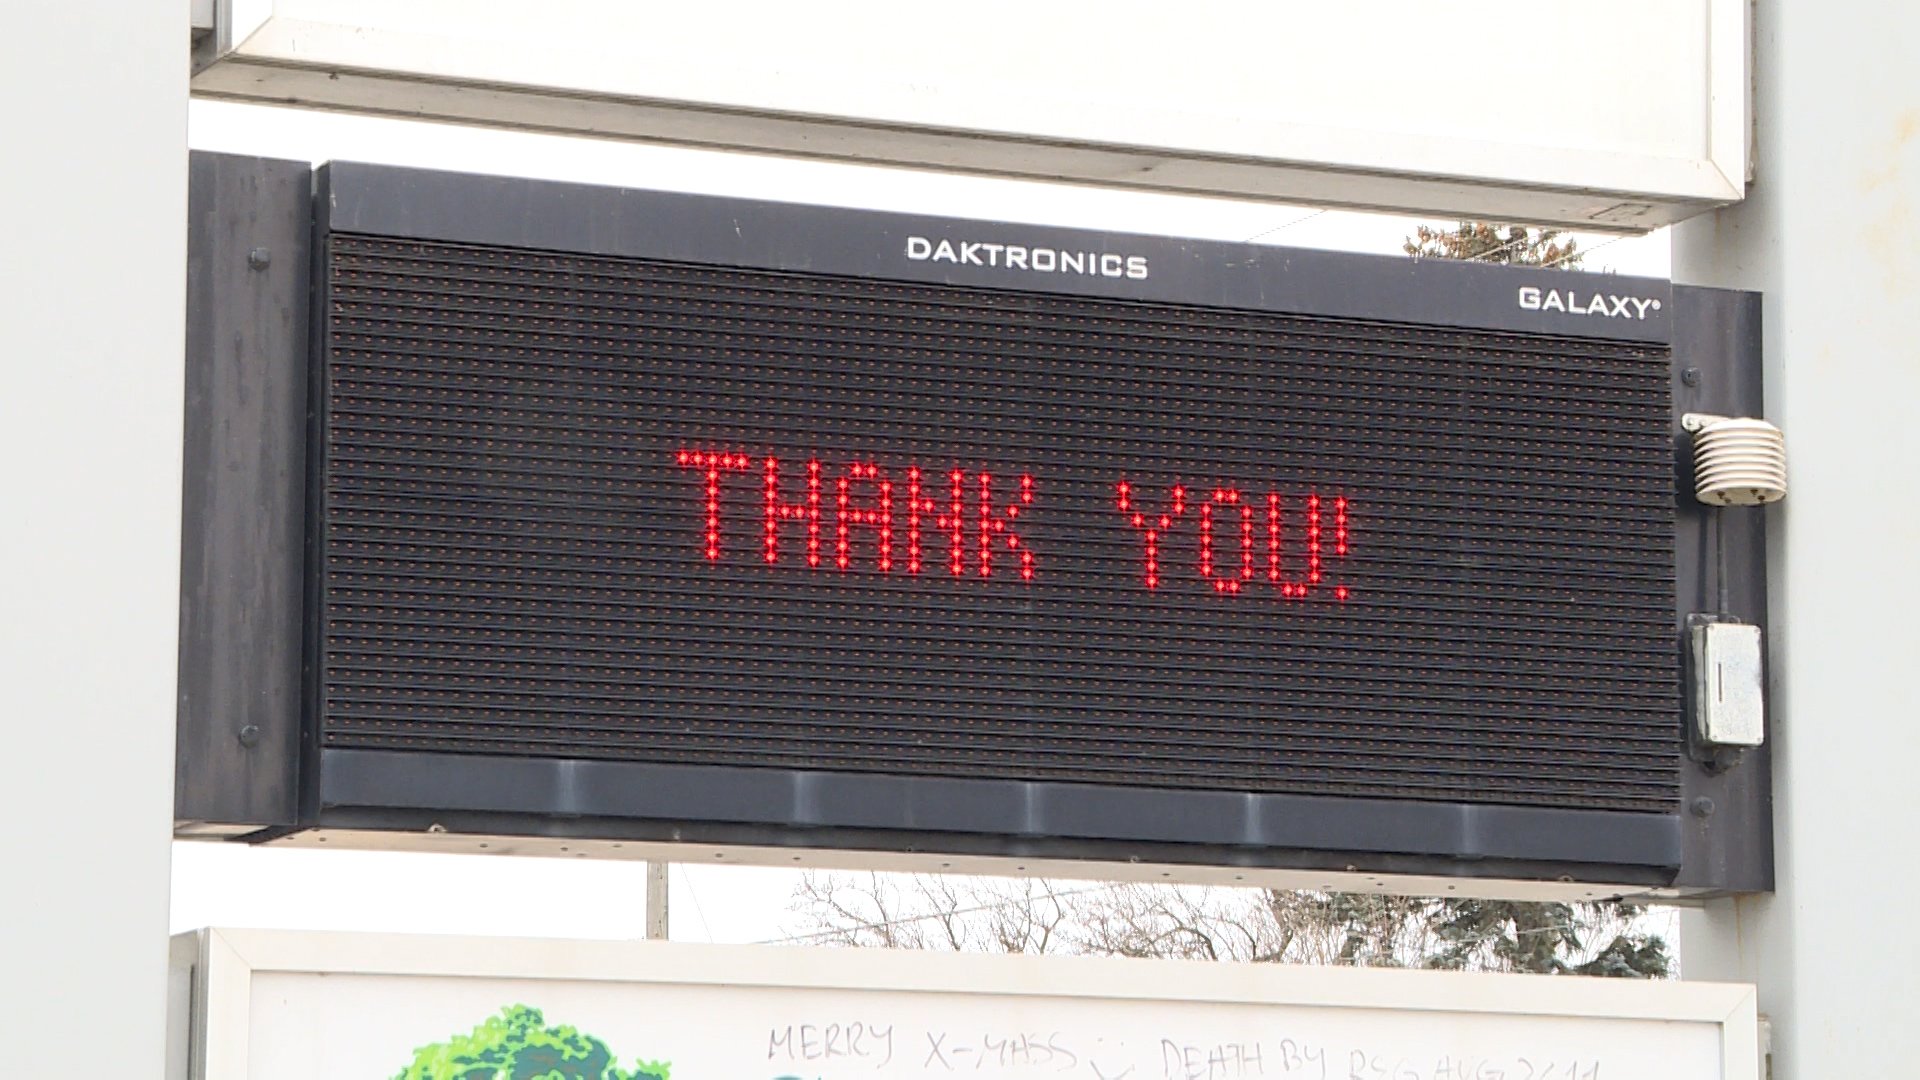 DAKTRONICS
GALAXY®
THANK YOU!
MERRY X-MASS :) DEATH BY